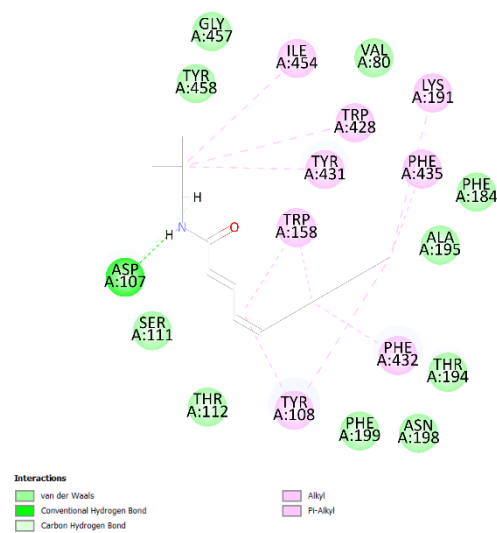 GLY
A:457
ILE
A:454
VAL
A:80
TYR
A:458
LYS
A:191
TRP
A:428
TYR
A:431
PHE
A:435
PHE
A:184
H
N
H
O
TRP
A:158
ALA
A:195
ASP
A:107
SER
A:111
PHE
A:432
THR
A:194
THR
A:112
TYR
A:108
PHE
A:199
ASN
A:198
Interactions
van der Waals
Conventional Hydrogen Bond
Carbon Hydrogen Bond
Alkyl
Pi-Alkyl